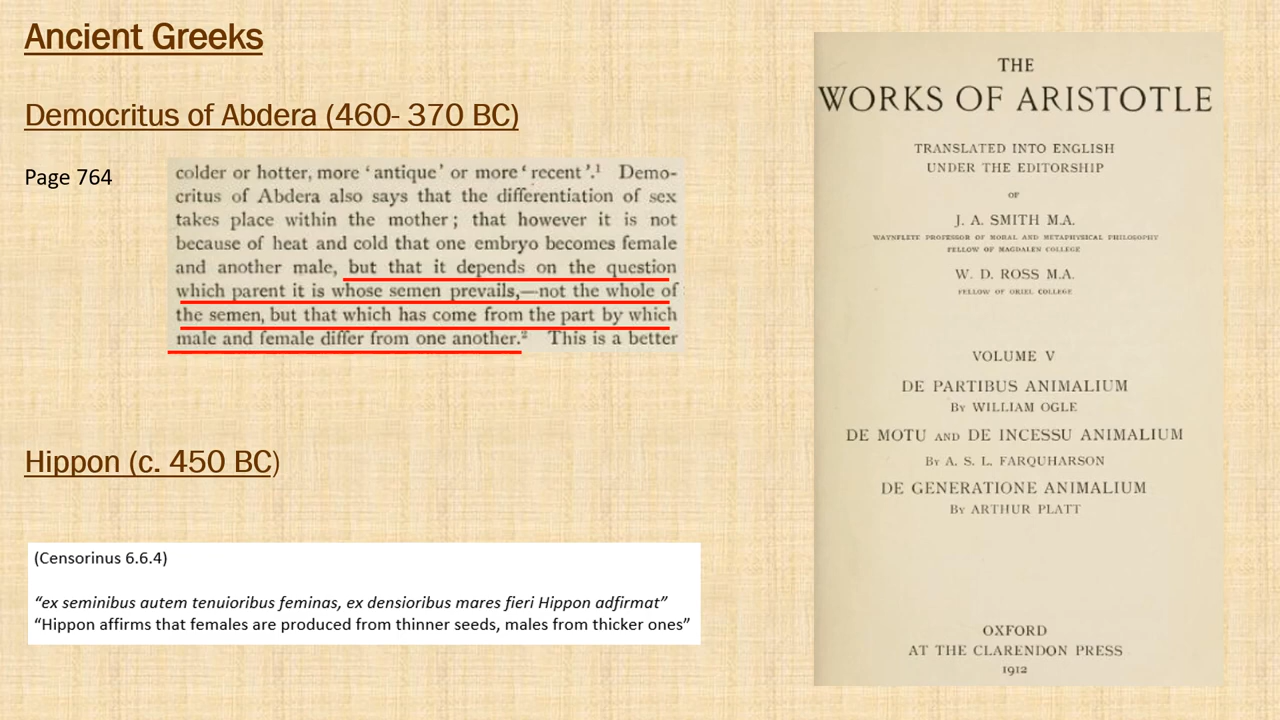 Ancient Greeks
Democritus of Abdera (460- 370 BC)
Page 764
colder or hotter, more ‘antique’ or more ‘recent’.¹ Demo-
critus of Abdera also says that the differentiation of sex
takes place within the mother; that however it is not
because of heat and cold that one embryo becomes female
and another male, but that it depends on the question
which parent it is whose semen prevails,—not the whole of
the semen, but that which has come from the part by which
male and female differ from one another.² This is a better
Hippon (c. 450 BC)
(Censorinus 6.6.4)
“ex seminibus autem tenuioribus feminas, ex densioribus mares fieri Hippon adfirmat”
“Hippon affirms that females are produced from thinner seeds, males from thicker ones”
THE
WORKS OF ARISTOTLE
TRANSLATED INTO ENGLISH
UNDER THE EDITORSHIP
OF
J. A. SMITH M.A.
WAYNFLETE PROFESSOR OF MORAL AND METAPHYSICAL PHILOSOPHY
FELLOW OF MAGDALEN COLLEGE
W. D. ROSS M.A.
FELLOW OF ORIEL COLLEGE
VOLUME V
DE PARTIBUS ANIMALIUM
By WILLIAM OGLE
DE MOTU AND DE INCESSU ANIMALIUM
By A. S. L. FARQUHARSON
DE GENERATIONE ANIMALIUM
By ARTHUR PLATT
OXFORD
AT THE CLARENDON PRESS
1912